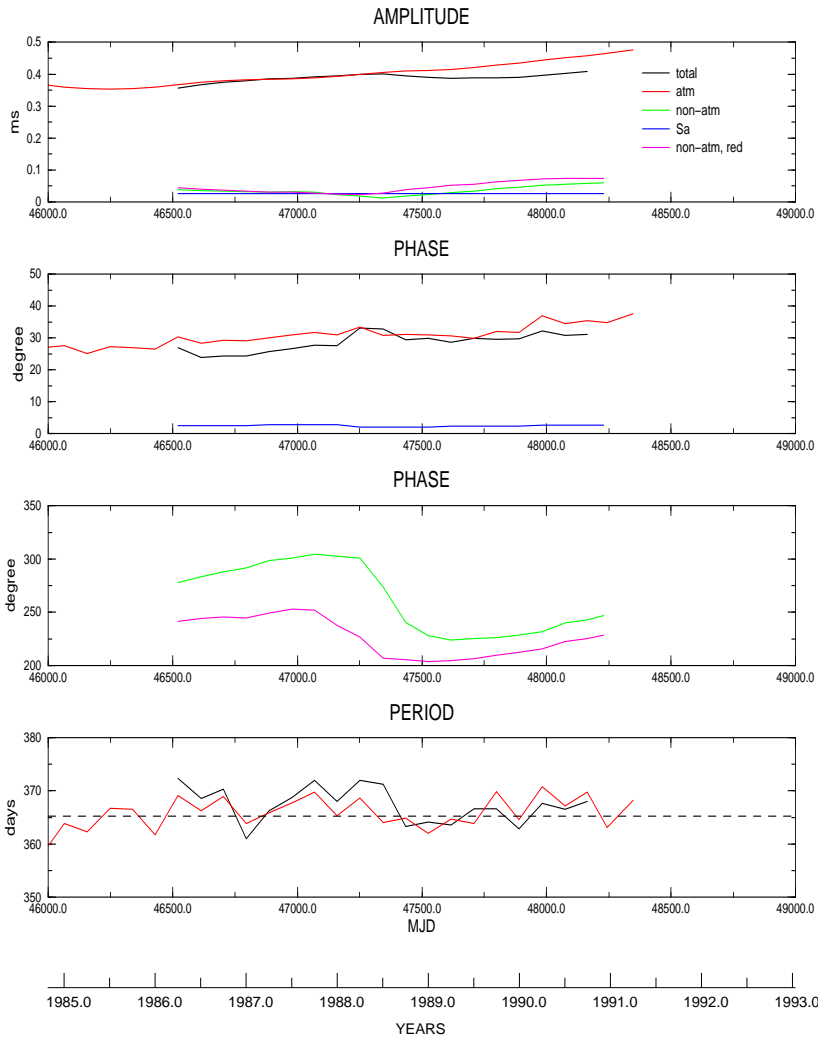 AMPLITUDE
0.5
0.4
0.3
0.2
0.1
0
ms
total
atm
non−atm
Sa
non−atm, red
46000.0 46500.0 47000.0 47500.0 48000.0 48500.0 49000.0
PHASE
50
40
30
20
10
0
degree
46000.0 46500.0 47000.0 47500.0 48000.0 48500.0 49000.0
PHASE
350
300
250
200
degree
46000.0 46500.0 47000.0 47500.0 48000.0 48500.0 49000.0
PERIOD
380
370
360
350
days
46000.0 46500.0 47000.0 47500.0 48000.0 48500.0 49000.0
MJD
1985.0 1986.0 1987.0 1988.0 1989.0 1990.0 1991.0 1992.0 1993.0
YEARS